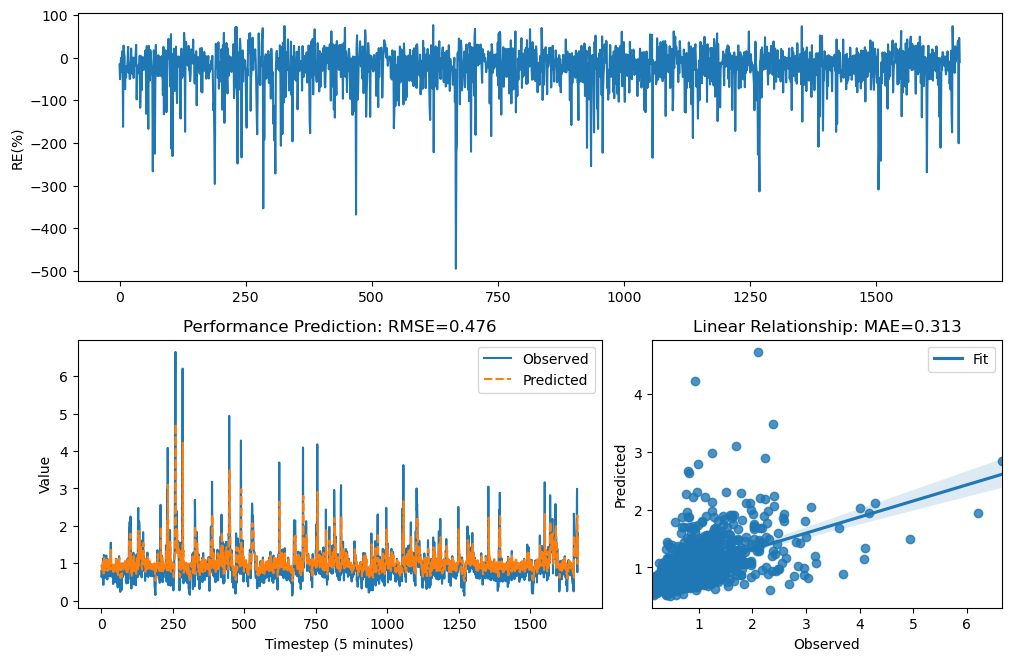 100
0
−100
−200
−300
−400
−500
RE(%)
0 250 500 750 1000 1250 1500
Performance Prediction: RMSE=0.476
Observed
Predicted
6
5
4
3
2
1
0
Value
0 250 500 750 1000 1250 1500
Timestep (5 minutes)
Linear Relationship: MAE=0.313
Fit
4
3
2
1
Predicted
1 2 3 4 5 6
Observed